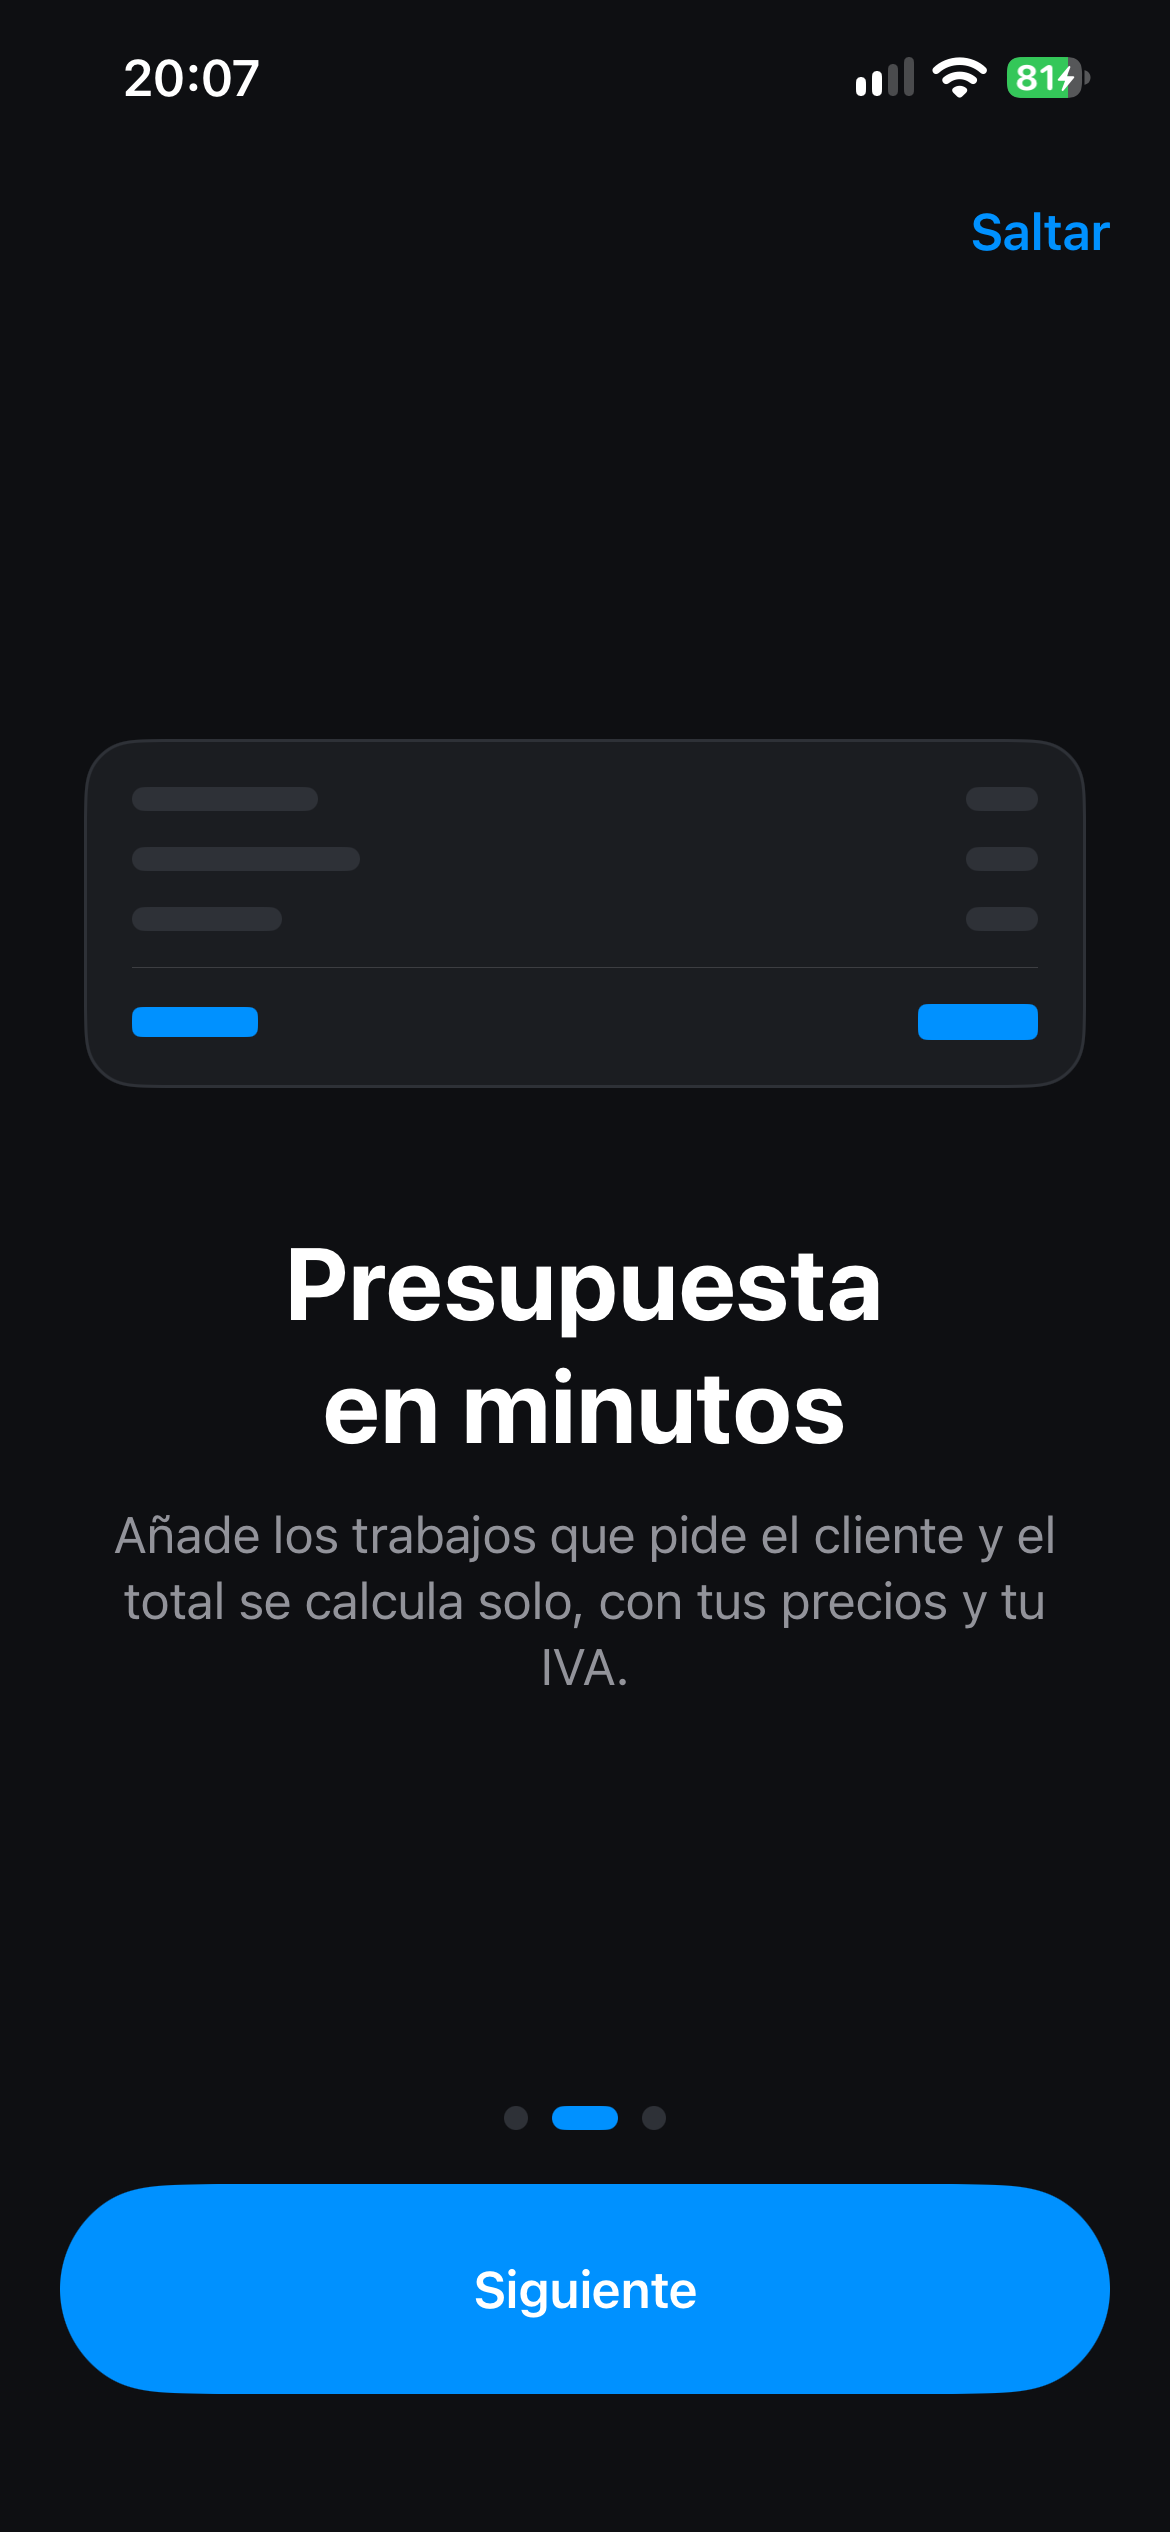 20:07
81
Saltar
Presupuesta
en minutos
Añade los trabajos que pide el cliente y el
total se calcula solo, con tus precios y tu
IVA.
Siguiente